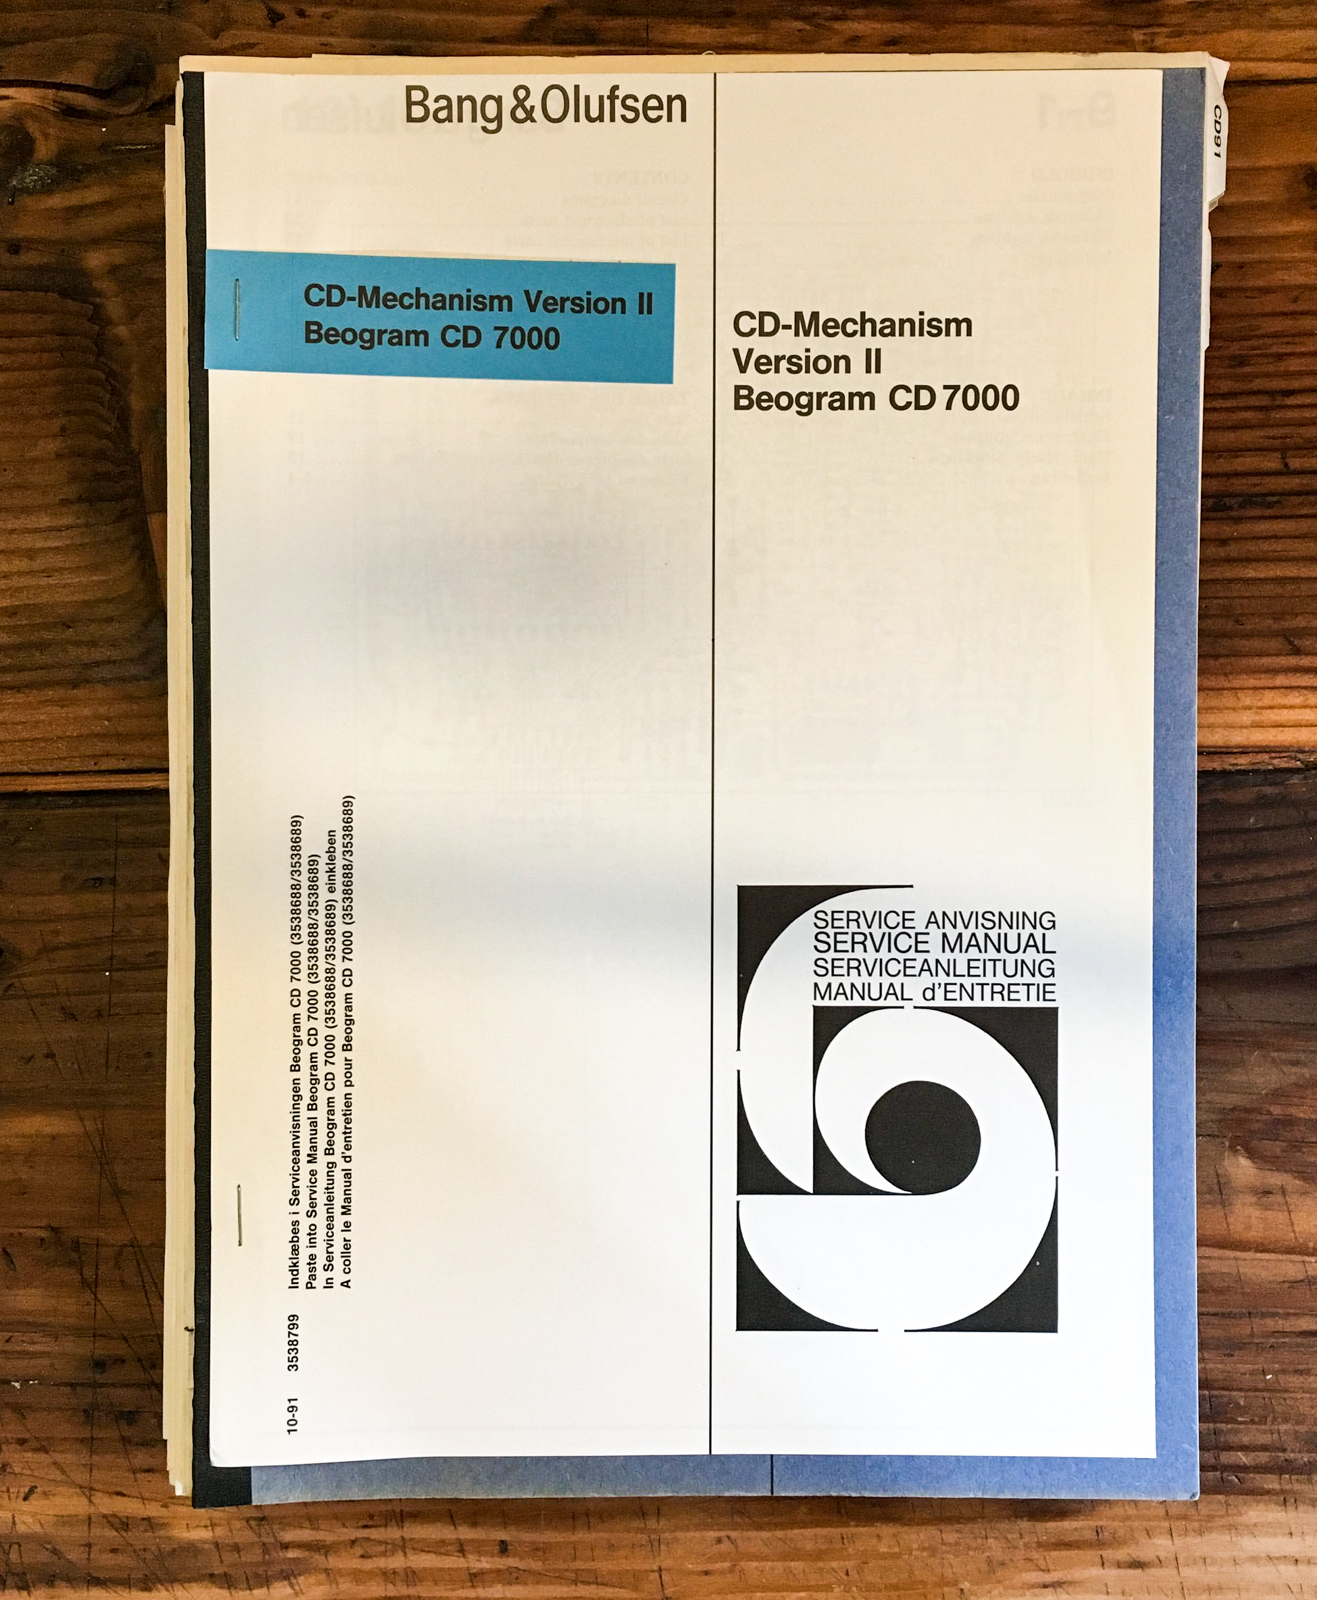 Bang&Olufsen
CD91
CD-Mechanism Version II
Beogram CD 7000
CD-Mechanism
Version II
Beogram CD 7000
SERVICE ANVISNING
SERVICE MANUAL
SERVICEANLEITUNG
MANUAL d'ENTRETIE
Indklæbes i Serviceanvisningen Beogram CD 7000 (3538688/3538689)
Paste into Service Manual Beogram CD 7000 (3538688/3538689)
In Serviceanleitung Beogram CD 7000 (3538688/3538689) einkleben
A coller le Manual d'entretien pour Beogram CD 7000 (3538688/3538689)
10-91 3538799